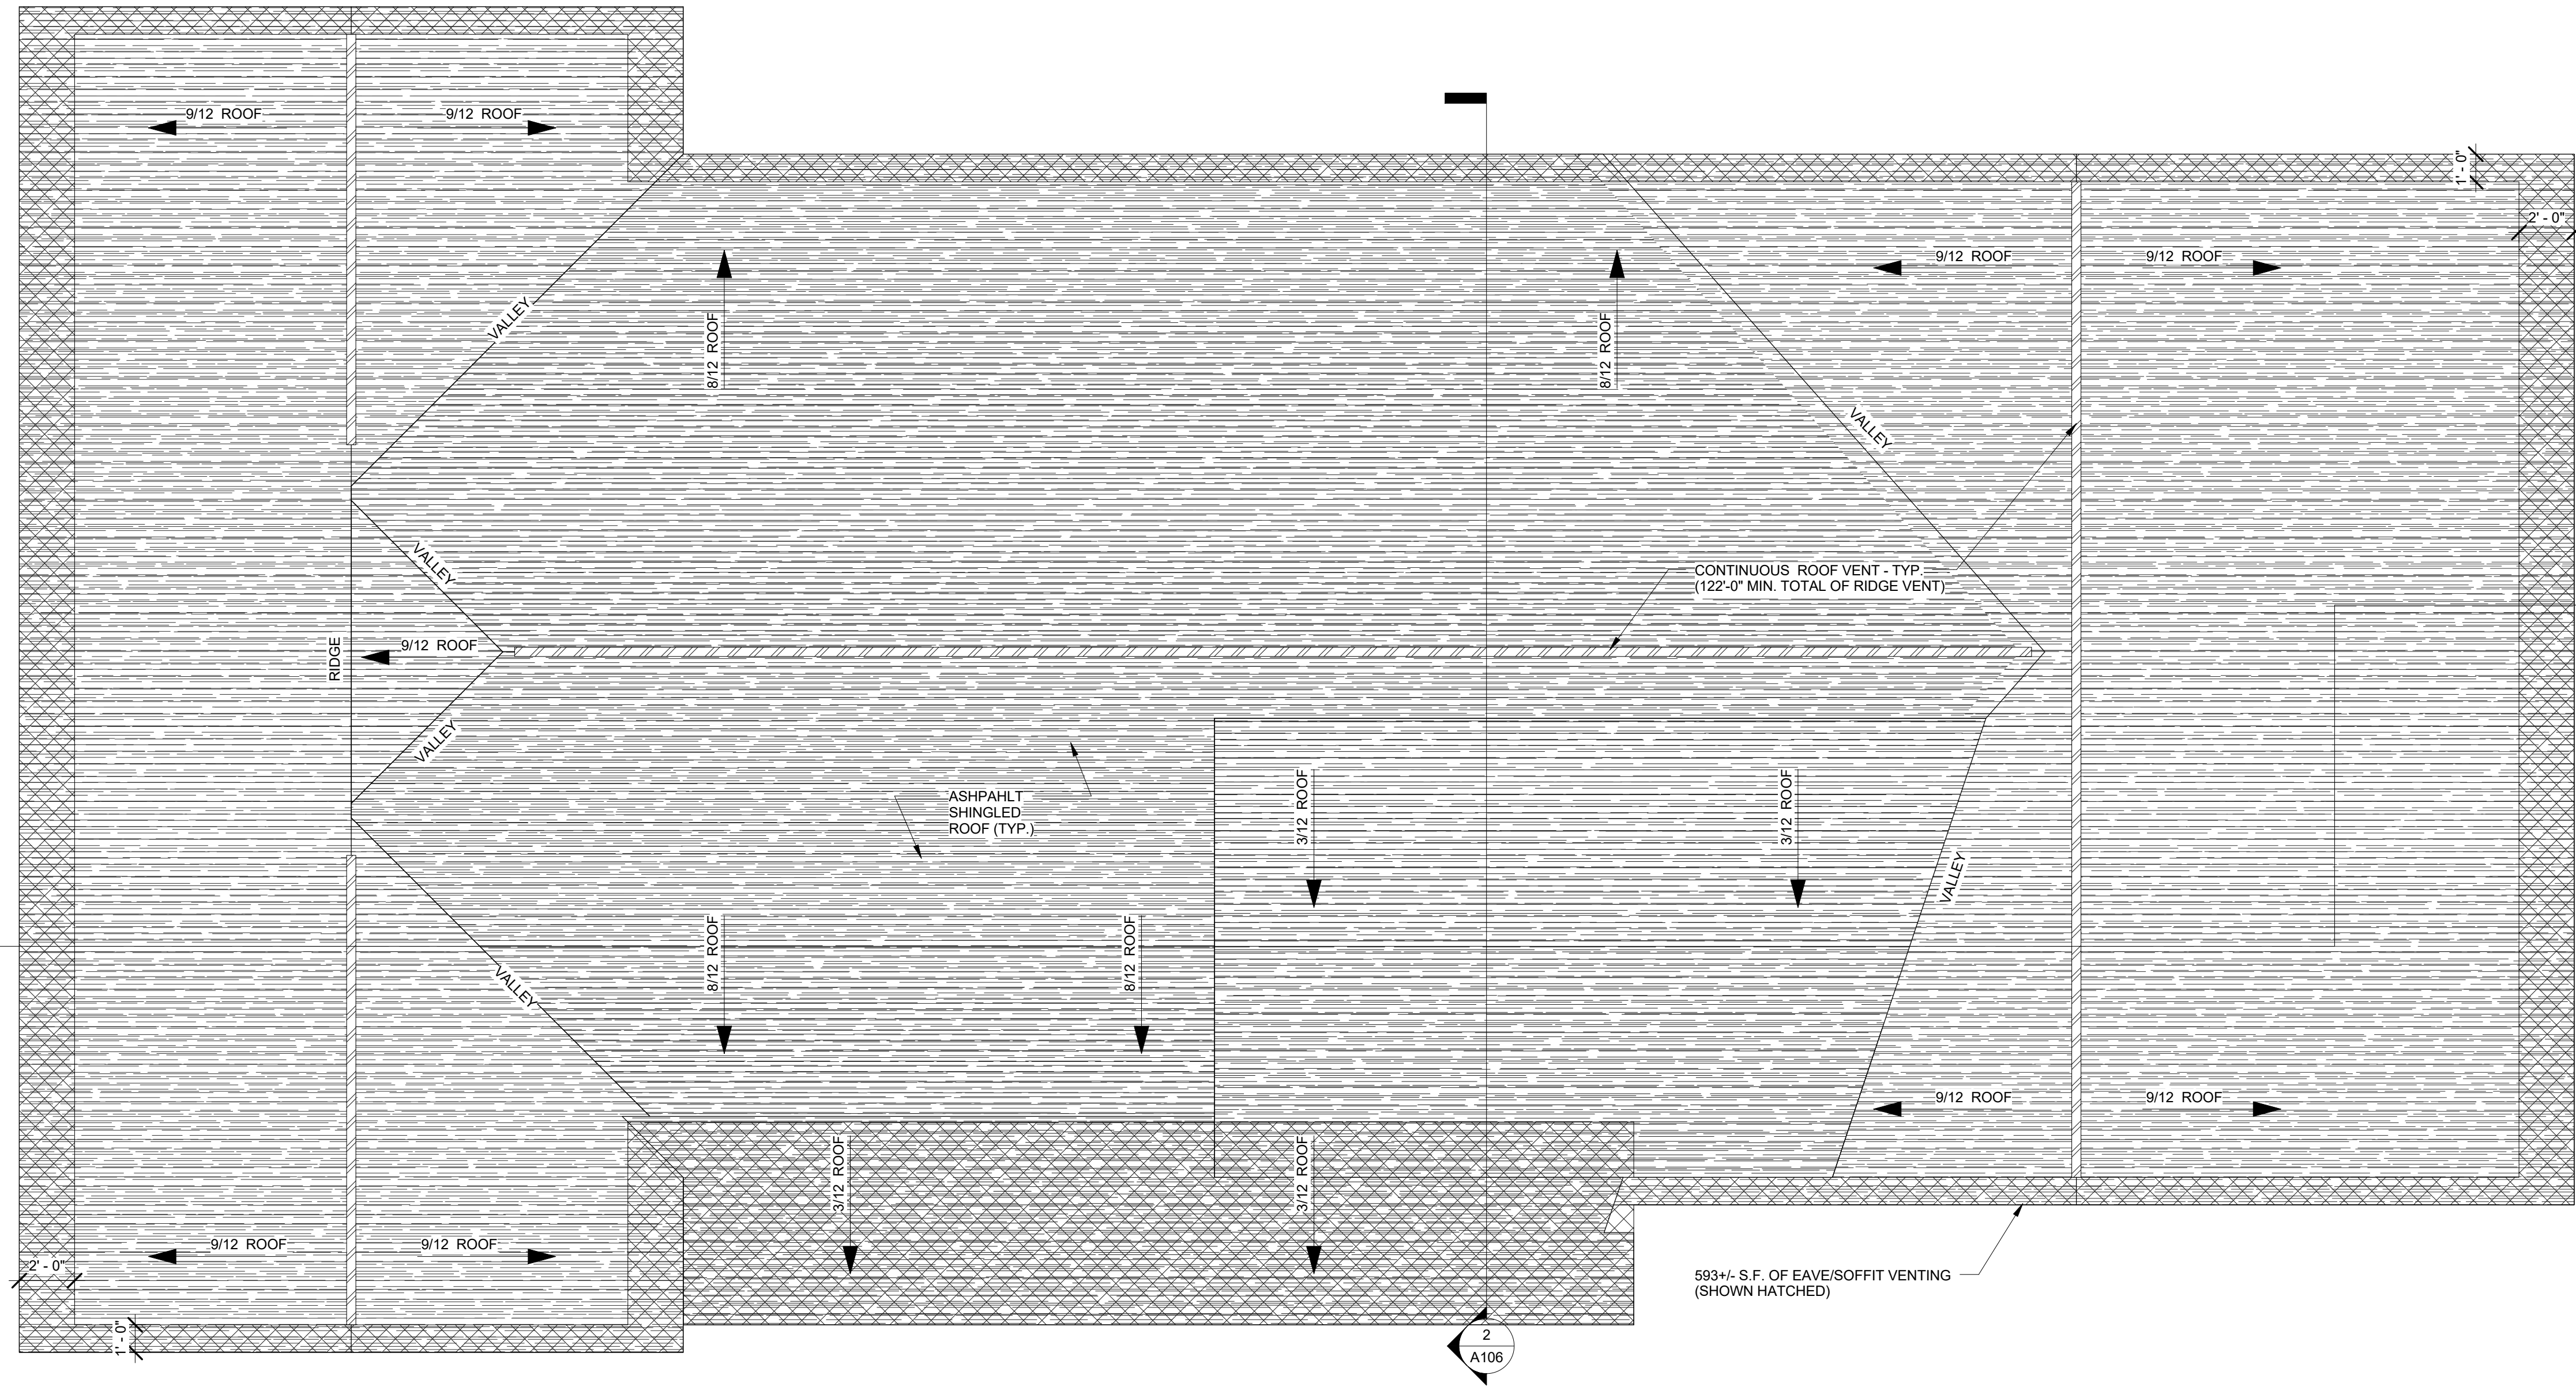 9/12 ROOF
9/12 ROOF
1' - 0"
2' - 0"
9/12 ROOF
9/12 ROOF
VALLEY
8/12 ROOF
8/12 ROOF
VALLEY
VALLEY
CONTINUOUS ROOF VENT - TYP.
(122'-0" MIN. TOTAL OF RIDGE VENT)
RIDGE
9/12 ROOF
VALLEY
ASHPAHLT
SHINGLED
ROOF (TYP.)
3/12 ROOF
3/12 ROOF
VALLEY
8/12 ROOF
8/12 ROOF
VALLEY
9/12 ROOF
9/12 ROOF
3/12 ROOF
3/12 ROOF
9/12 ROOF
9/12 ROOF
2' - 0"
1' - 0"
593+/- S.F. OF EAVE/SOFFIT VENTING
(SHOWN HATCHED)
2
A106